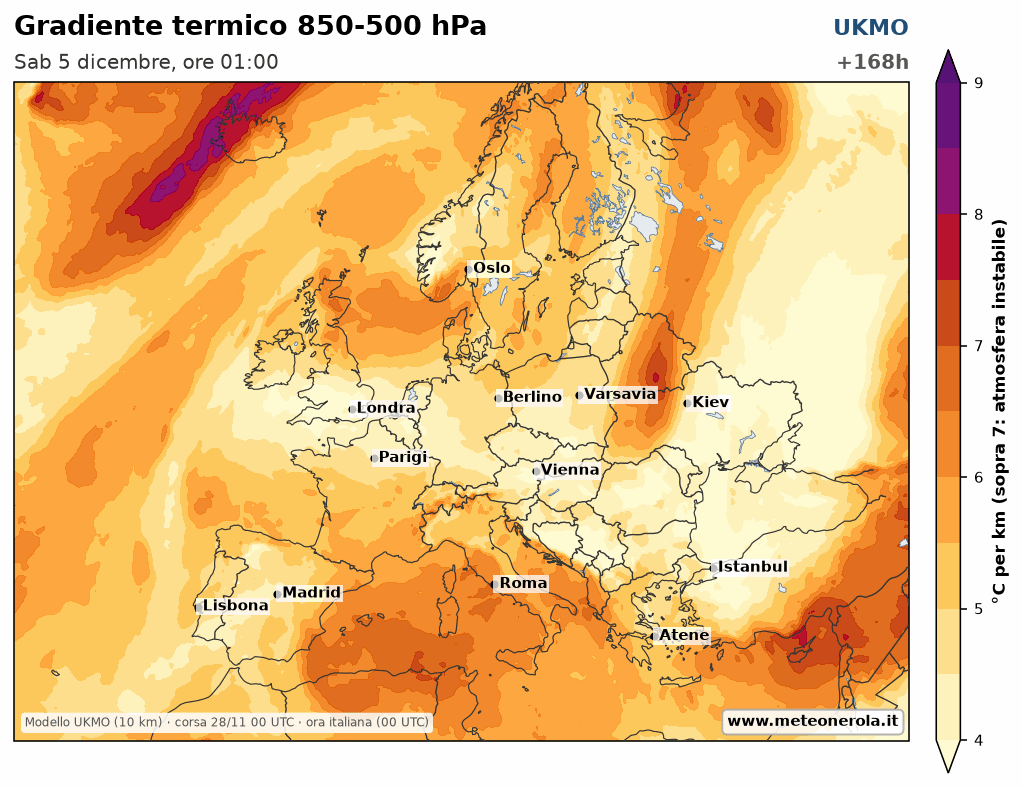 Gradiente termico 850-500 hPa
UKMO
Sab 5 dicembre, ore 01:00
+168h
9
8
7
6
5
4
°C per km (sopra 7: atmosfera instabile)
Oslo
Berlino
Varsavia
Kiev
Londra
Parigi
Vienna
Istanbul
Roma
Madrid
Lisbona
Atene
Modello UKMO (10 km) · corsa 28/11 00 UTC · ora italiana (00 UTC)
www.meteonerola.it